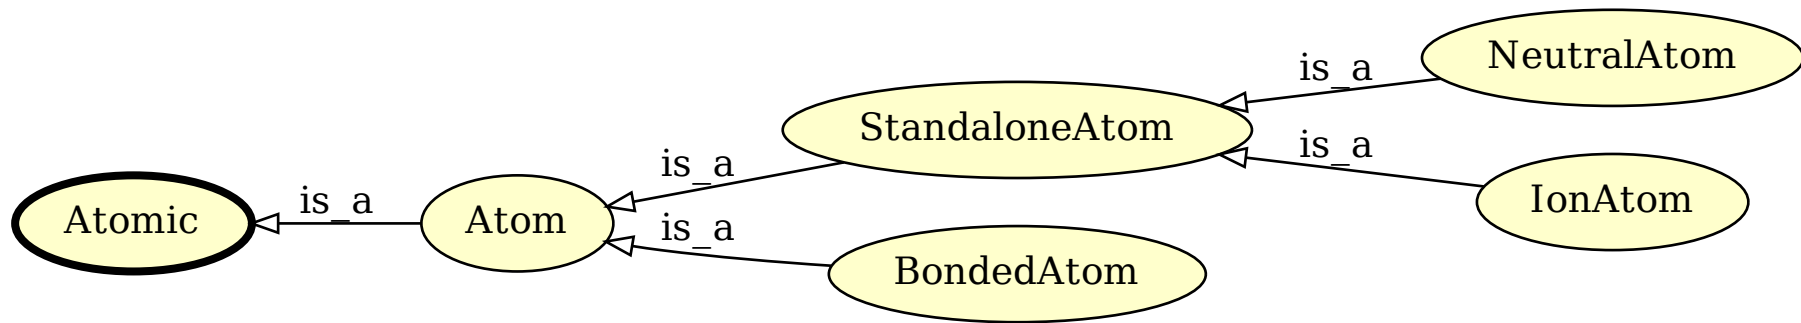 Atomic
is_a
Atom
is_a
StandaloneAtom
is_a
NeutralAtom
is_a
IonAtom
is_a
BondedAtom